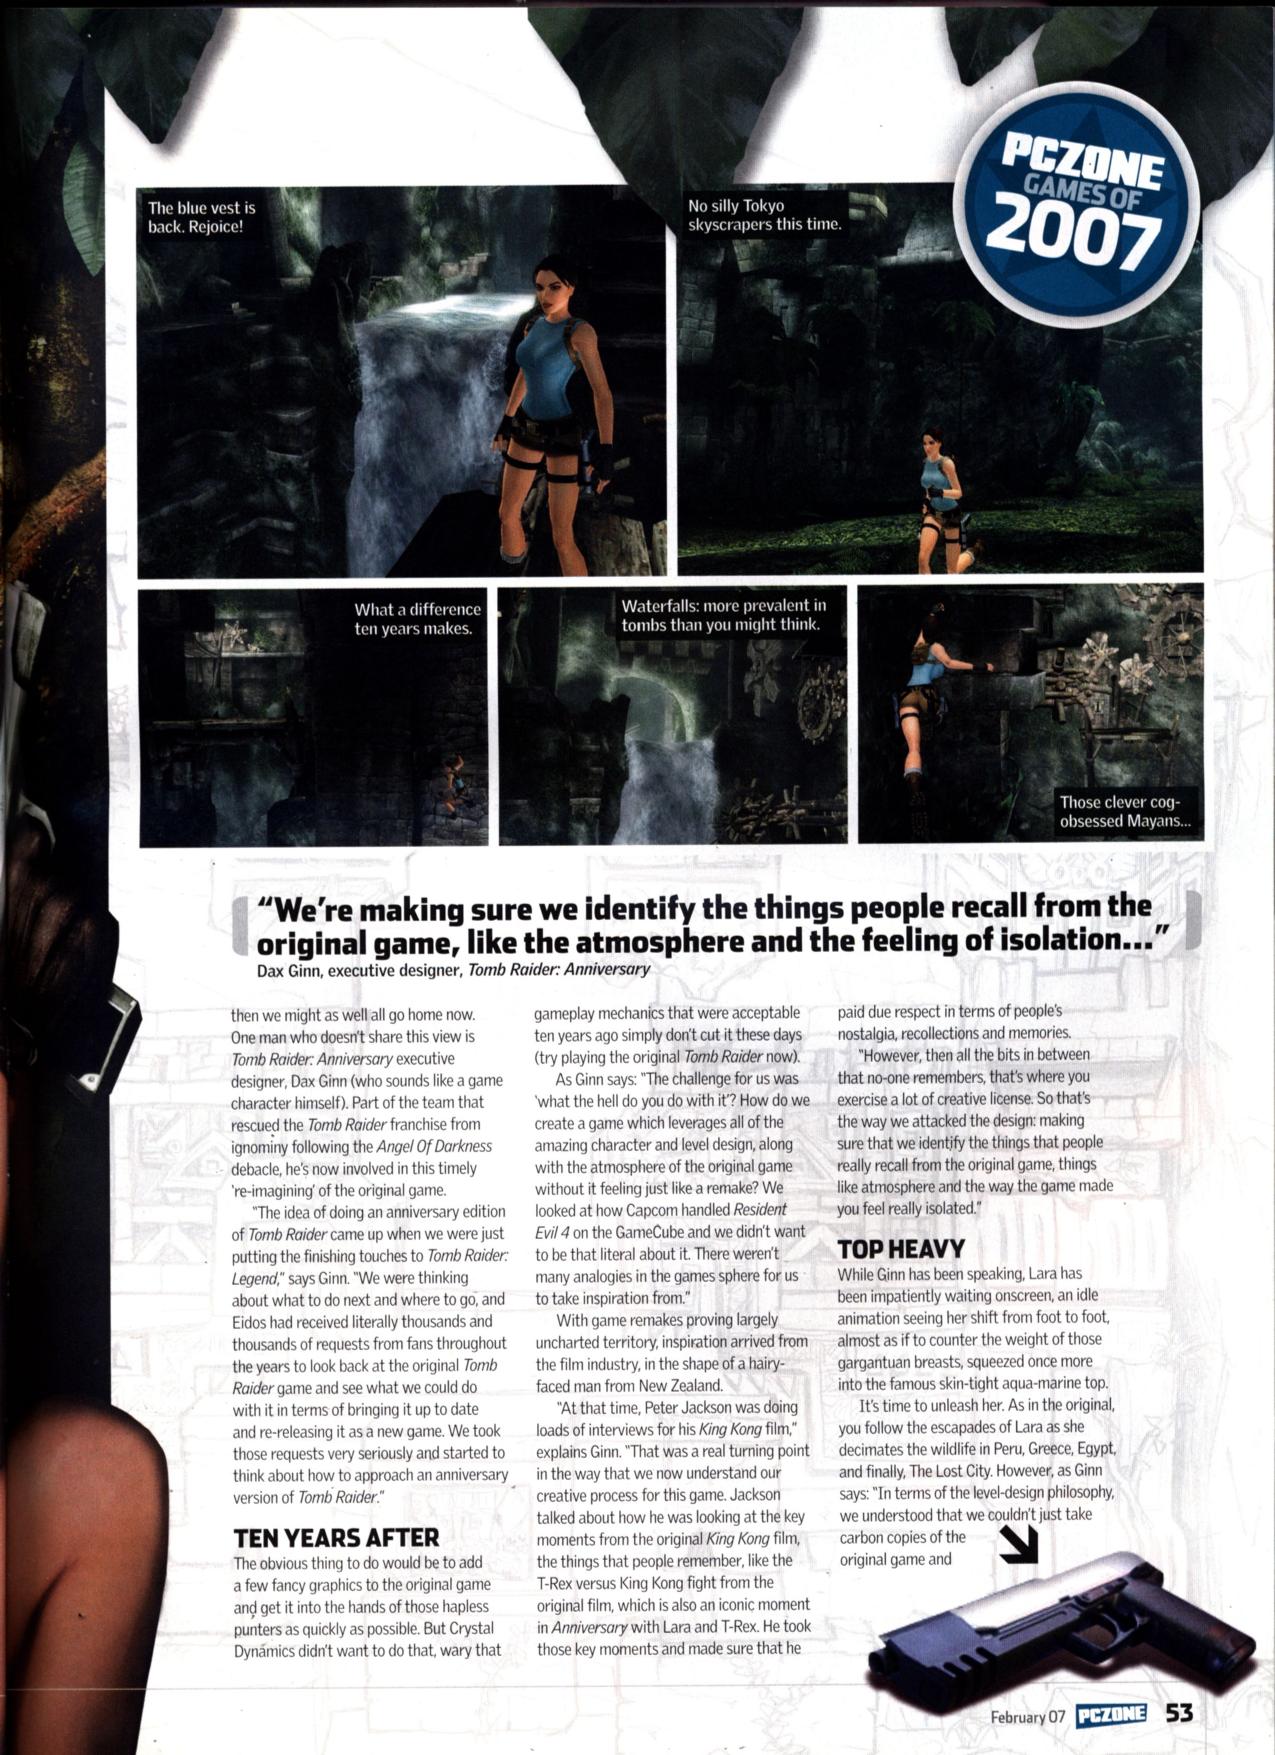 PCZONE
GAMES OF
2007
The blue vest is
back. Rejoice!
No silly Tokyo
skyscrapers this time.
What a difference
ten years makes.
Waterfalls: more prevalent in
tombs than you might think.
Those clever cog-
obsessed Mayans...
"We're making sure we identify the things people recall from the
original game, like the atmosphere and the feeling of isolation..."
Dax Ginn, executive designer, Tomb Raider: Anniversary
then we might as well all go home now.
One man who doesn't share this view is
Tomb Raider: Anniversary executive
designer, Dax Ginn (who sounds like a game
character himself). Part of the team that
rescued the Tomb Raider franchise from
ignominy following the Angel Of Darkness
debacle, he's now involved in this timely
're-imagining' of the original game.
"The idea of doing an anniversary edition
of Tomb Raider came up when we were just
putting the finishing touches to Tomb Raider:
Legend," says Ginn. "We were thinking
about what to do next and where to go, and
Eidos had received literally thousands and
thousands of requests from fans throughout
the years to look back at the original Tomb
Raider game and see what we could do
with it in terms of bringing it up to date
and re-releasing it as a new game. We took
those requests very seriously and started to
think about how to approach an anniversary
version of Tomb Raider."
TEN YEARS AFTER
The obvious thing to do would be to add
a few fancy graphics to the original game
and get it into the hands of those hapless
punters as quickly as possible. But Crystal
Dynamics didn't want to do that, wary that
gameplay mechanics that were acceptable
ten years ago simply don't cut it these days
(try playing the original Tomb Raider now).
As Ginn says: "The challenge for us was
'what the hell do you do with it'? How do we
create a game which leverages all of the
amazing character and level design, along
with the atmosphere of the original game
without it feeling just like a remake? We
looked at how Capcom handled Resident
Evil 4 on the GameCube and we didn't want
to be that literal about it. There weren't
many analogies in the games sphere for us
to take inspiration from."
With game remakes proving largely
uncharted territory, inspiration arrived from
the film industry, in the shape of a hairy-
faced man from New Zealand.
"At that time, Peter Jackson was doing
loads of interviews for his King Kong film,"
explains Ginn. "That was a real turning point
in the way that we now understand our
creative process for this game. Jackson
talked about how he was looking at the key
moments from the original King Kong film,
the things that people remember, like the
T-Rex versus King Kong fight from the
original film, which is also an iconic moment
in Anniversary with Lara and T-Rex. He took
those key moments and made sure that he
paid due respect in terms of people's
nostalgia, recollections and memories.
"However, then all the bits in between
that no-one remembers, that's where you
exercise a lot of creative license. So that's
the way we attacked the design: making
sure that we identify the things that people
really recall from the original game, things
like atmosphere and the way the game made
you feel really isolated."
TOP HEAVY
While Ginn has been speaking, Lara has
been impatiently waiting onscreen, an idle
animation seeing her shift from foot to foot,
almost as if to counter the weight of those
gargantuan breasts, squeezed once more
into the famous skin-tight aqua-marine top.
It's time to unleash her. As in the original,
you follow the escapades of Lara as she
decimates the wildlife in Peru, Greece, Egypt,
and finally, The Lost City. However, as Ginn
says: "In terms of the level-design philosophy,
we understood that we couldn't just take
carbon copies of the
original game and
February 07 PCZONE 53